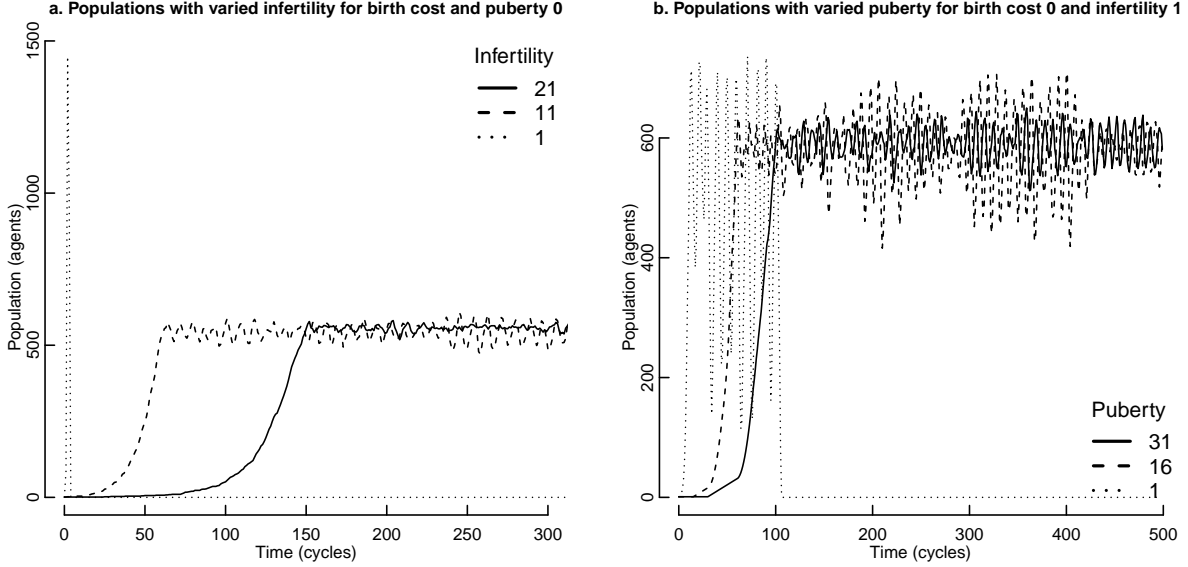 a. Populations with varied infertility for birth cost and puberty 0
Infertility
21
11
1
Population (agents)
1500
1000
500
0
0 50 100 150 200 250 300
Time (cycles)
b. Populations with varied puberty for birth cost 0 and infertility 1
Population (agents)
600
400
200
0
Puberty
31
16
1
0 100 200 300 400 500
Time (cycles)